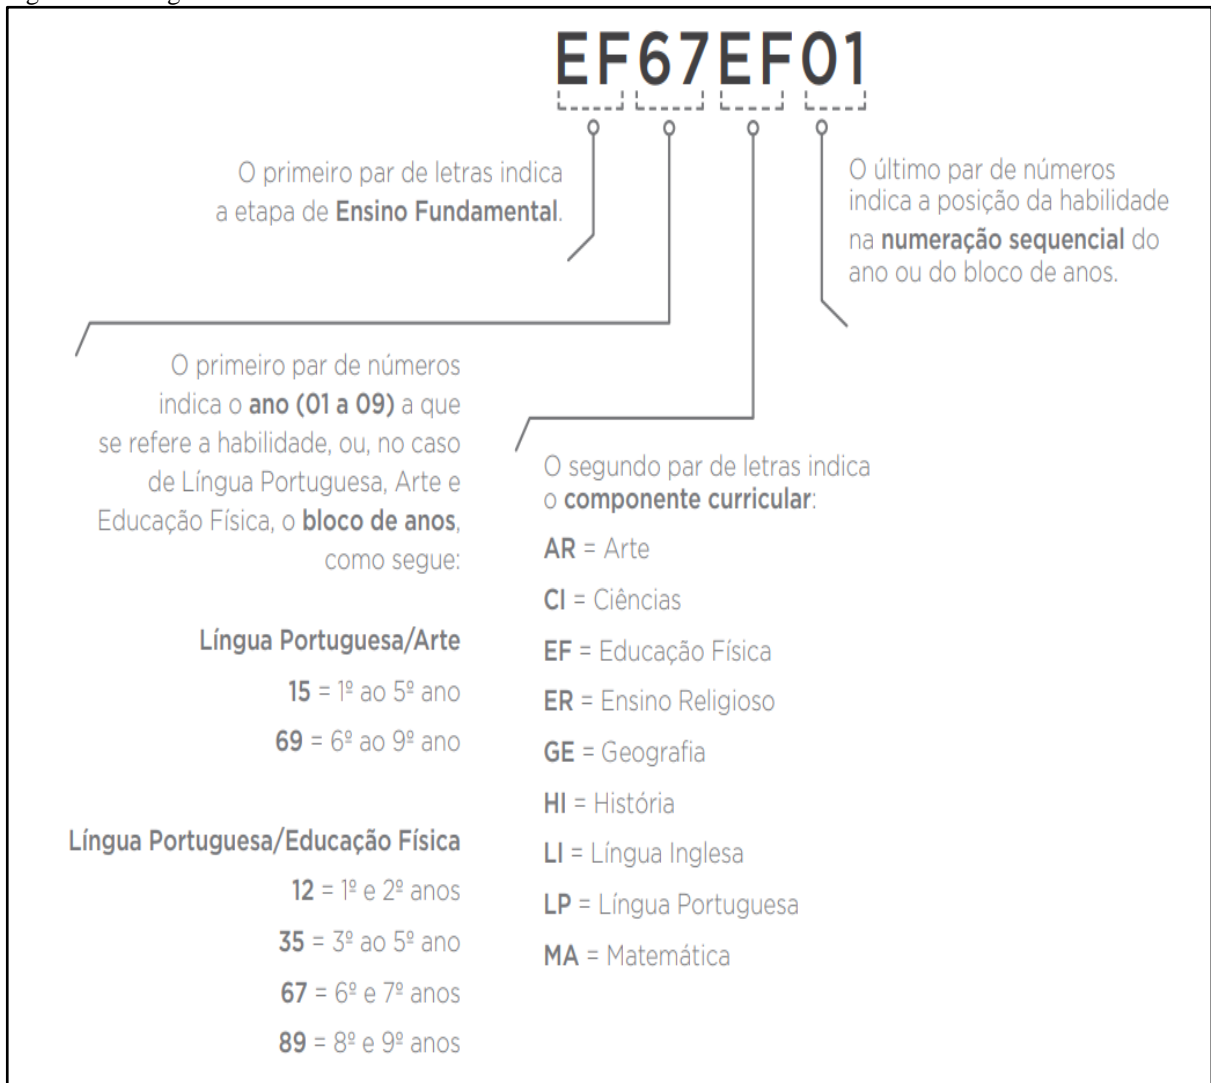 EF67EF01
O primeiro par de letras indica
a etapa de Ensino Fundamental.
O último par de números
indica a posição da habilidade
na numeração sequencial do
ano ou do bloco de anos.
O primeiro par de números
indica o ano (01 a 09) a que
se refere a habilidade, ou, no caso
de Língua Portuguesa, Arte e
Educação Física, o bloco de anos,
como segue:
Língua Portuguesa/Arte
15 = 1º ao 5º ano
69 = 6º ao 9º ano
Língua Portuguesa/Educação Física
12 = 1º e 2º anos
35 = 3º ao 5º ano
67 = 6º e 7º anos
89 = 8º e 9º anos
O segundo par de letras indica
o componente curricular:
AR = Arte
CI = Ciências
EF = Educação Física
ER = Ensino Religioso
GE = Geografia
HI = História
LI = Língua Inglesa
LP = Língua Portuguesa
MA = Matemática